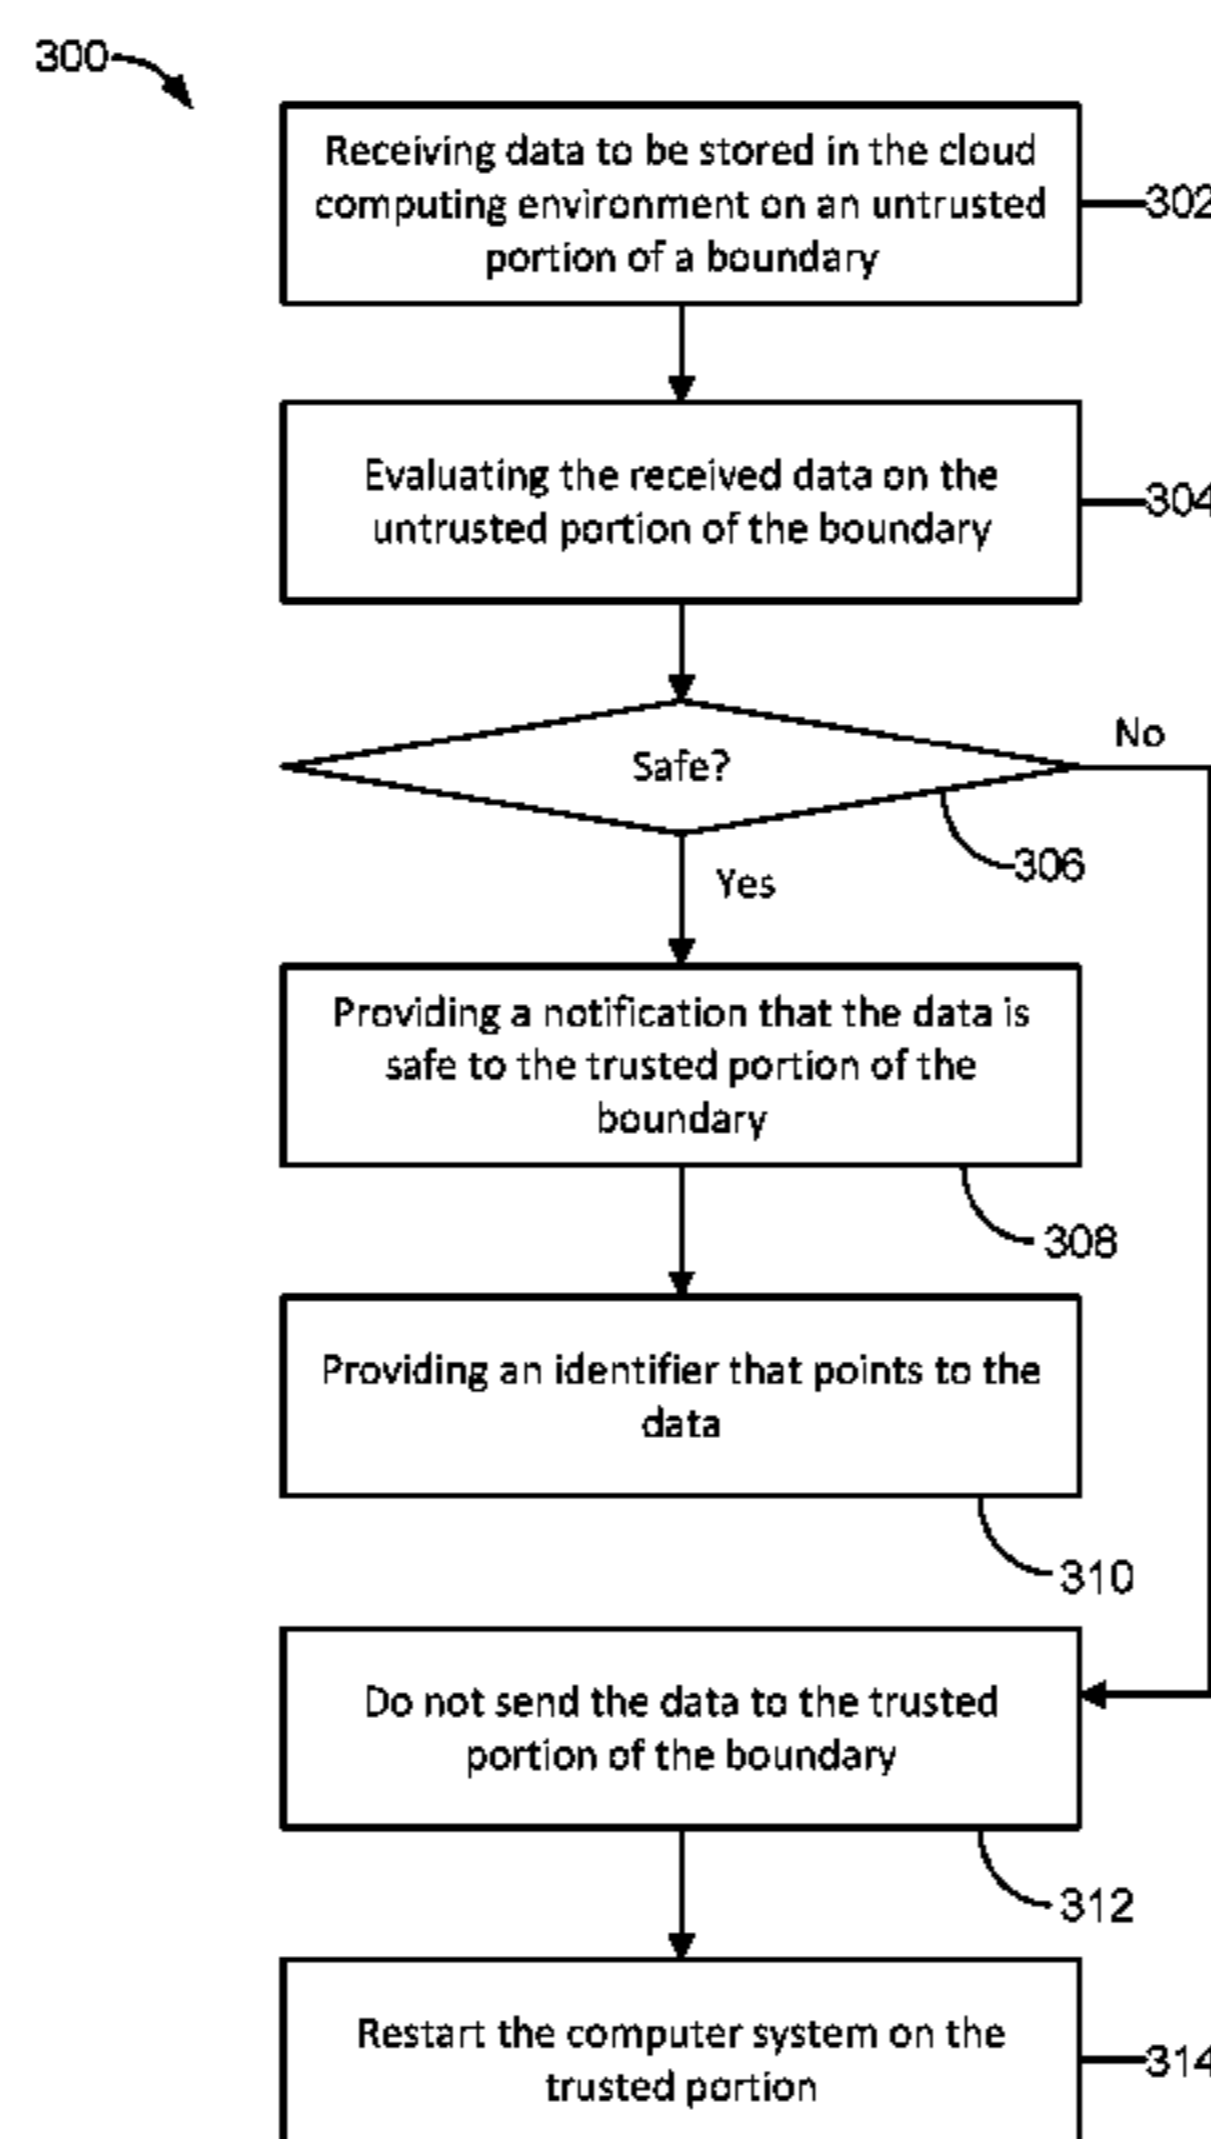 300
Receiving data to be stored in the cloud
computing environment on an untrusted
portion of a boundary
302
Evaluating the received data on the
untrusted portion of the boundary
304
Safe?
No
306
Yes
Providing a notification that the data is
safe to the trusted portion of the
boundary
308
Providing an identifier that points to the
data
310
Do not send the data to the trusted
portion of the boundary
312
Restart the computer system on the
trusted portion
314